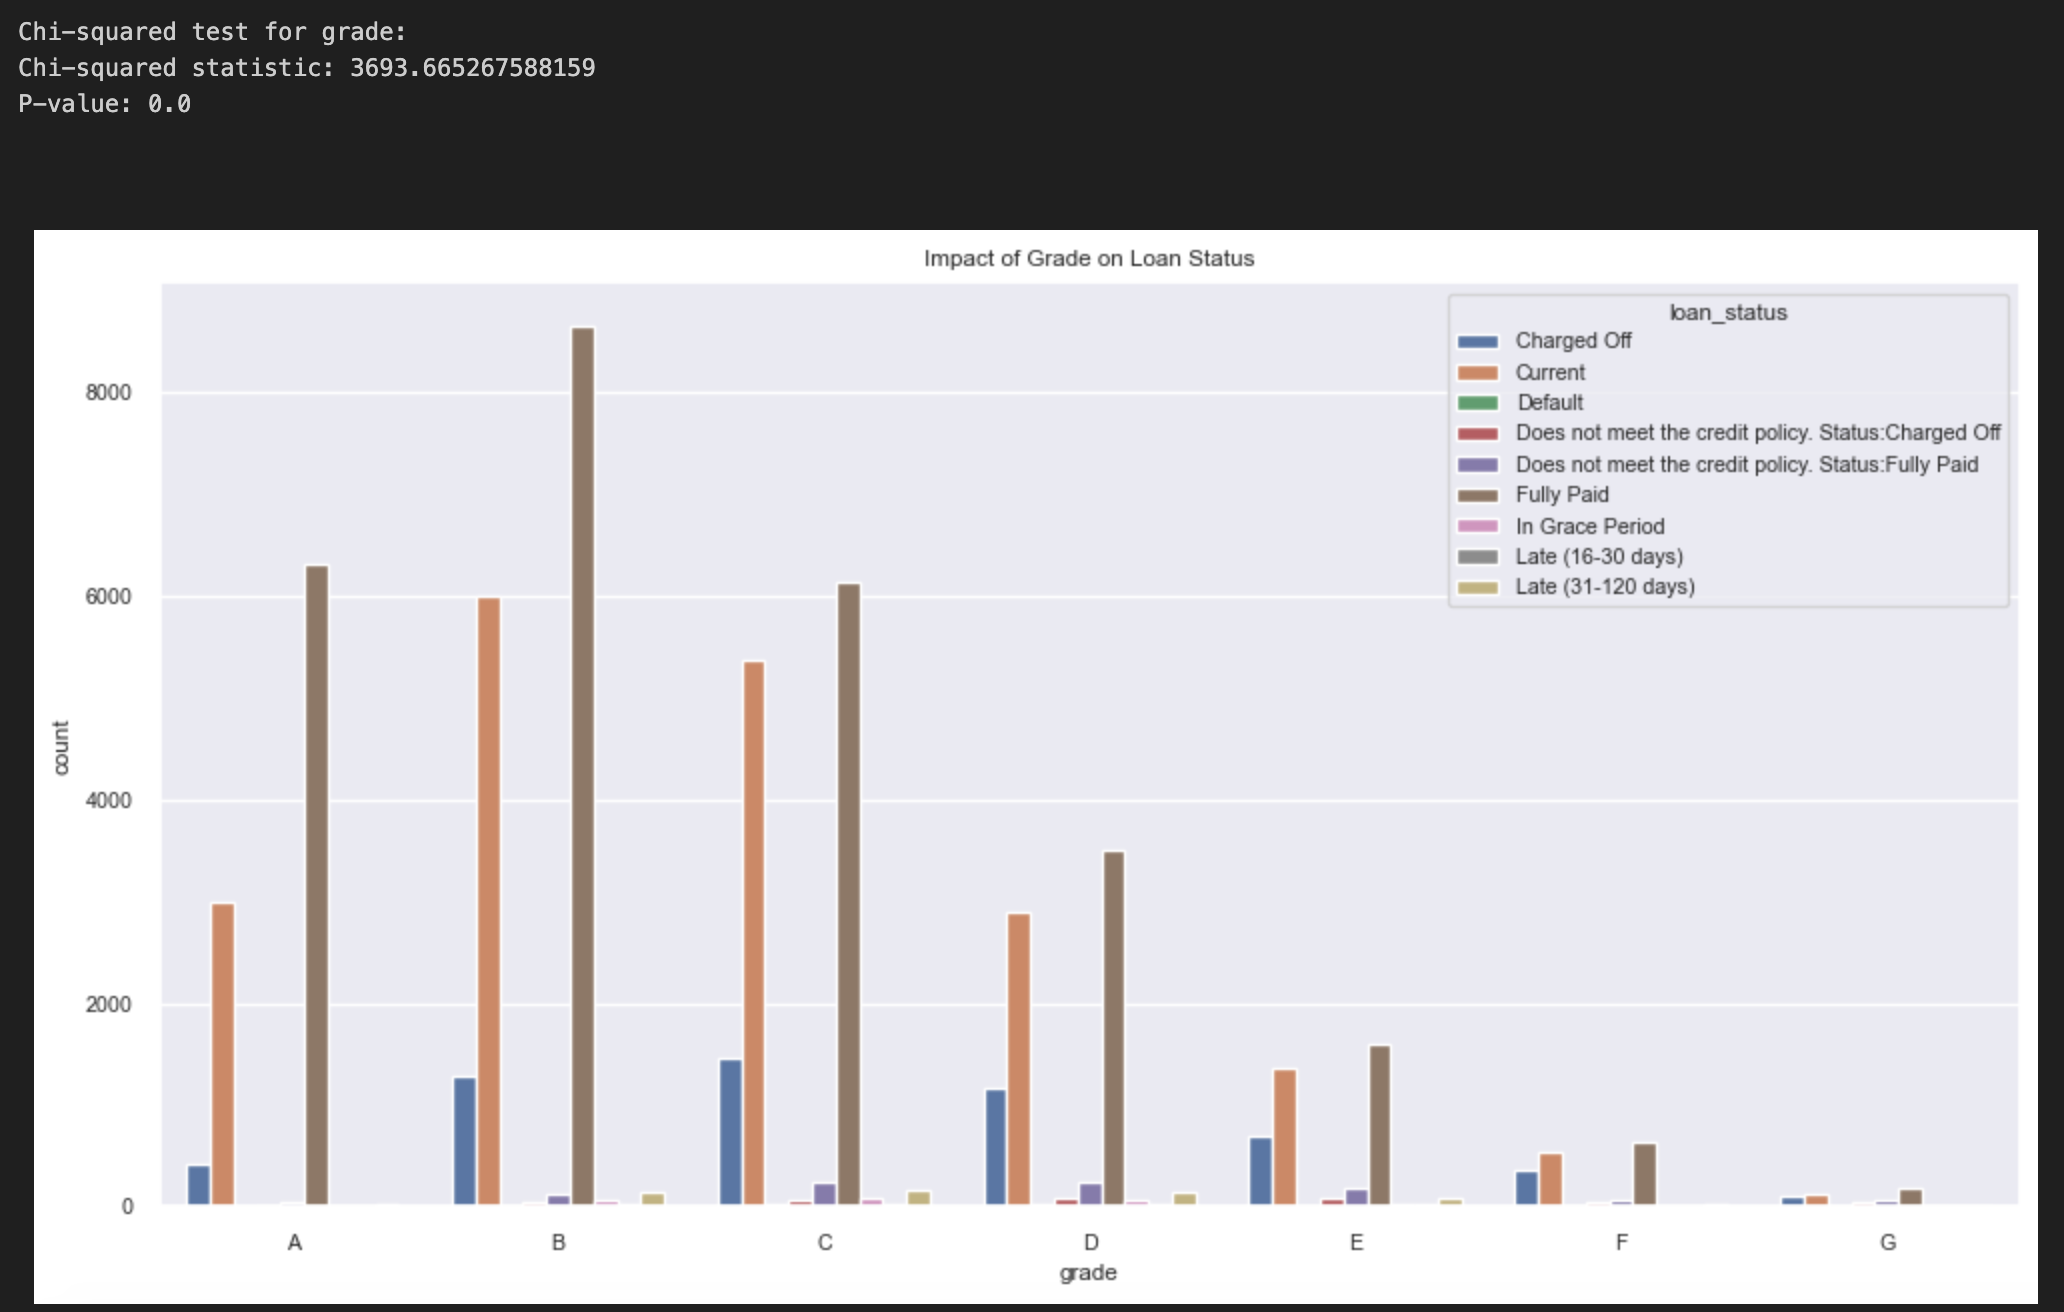 Chi-squared test for grade:
Chi-squared statistic: 3693.665267588159
P-value: 0.0
Impact of Grade on Loan Status
loan_status
Charged Off
Current
Default
Does not meet the credit policy. Status:Charged Off
Does not meet the credit policy. Status:Fully Paid
Fully Paid
In Grace Period
Late (16-30 days)
Late (31-120 days)
8000
6000
4000
2000
0
count
A B C D E F G
grade